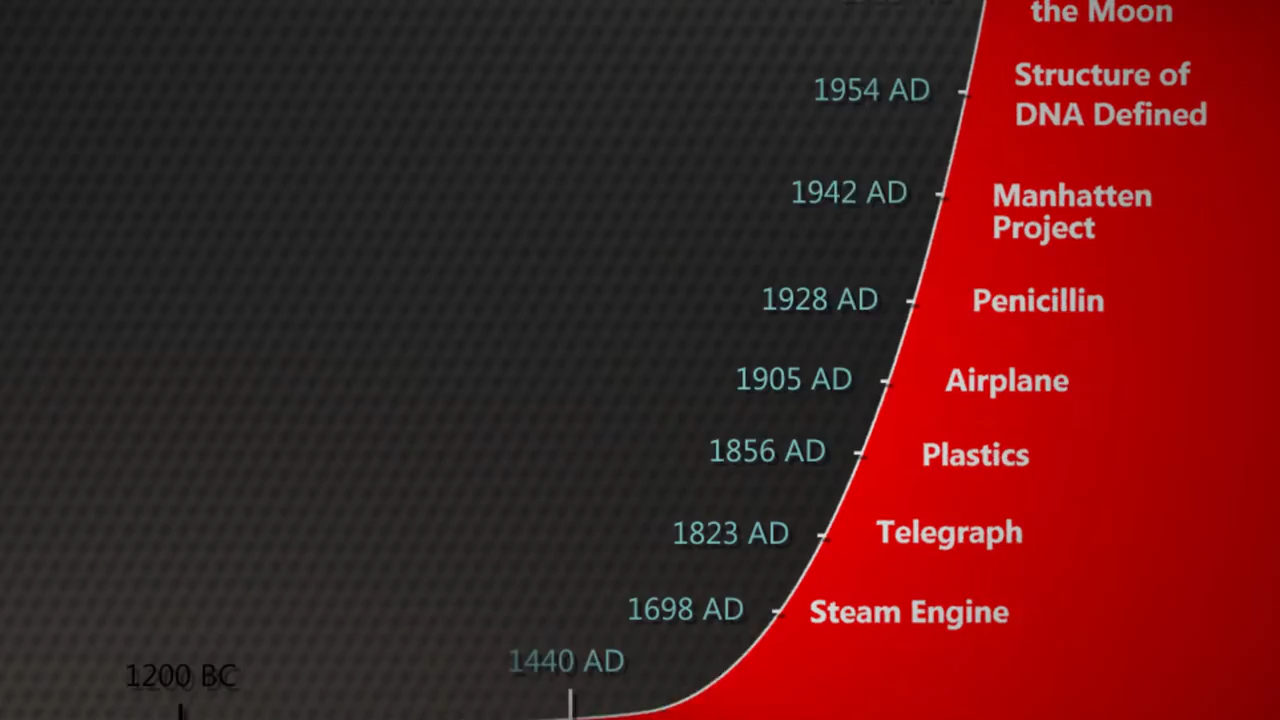 the Moon
1954 AD
Structure of
DNA Defined
1942 AD
Manhatten
Project
1928 AD
Penicillin
1905 AD
Airplane
1856 AD
Plastics
1823 AD
Telegraph
1698 AD
Steam Engine
1440 AD
1200 BC